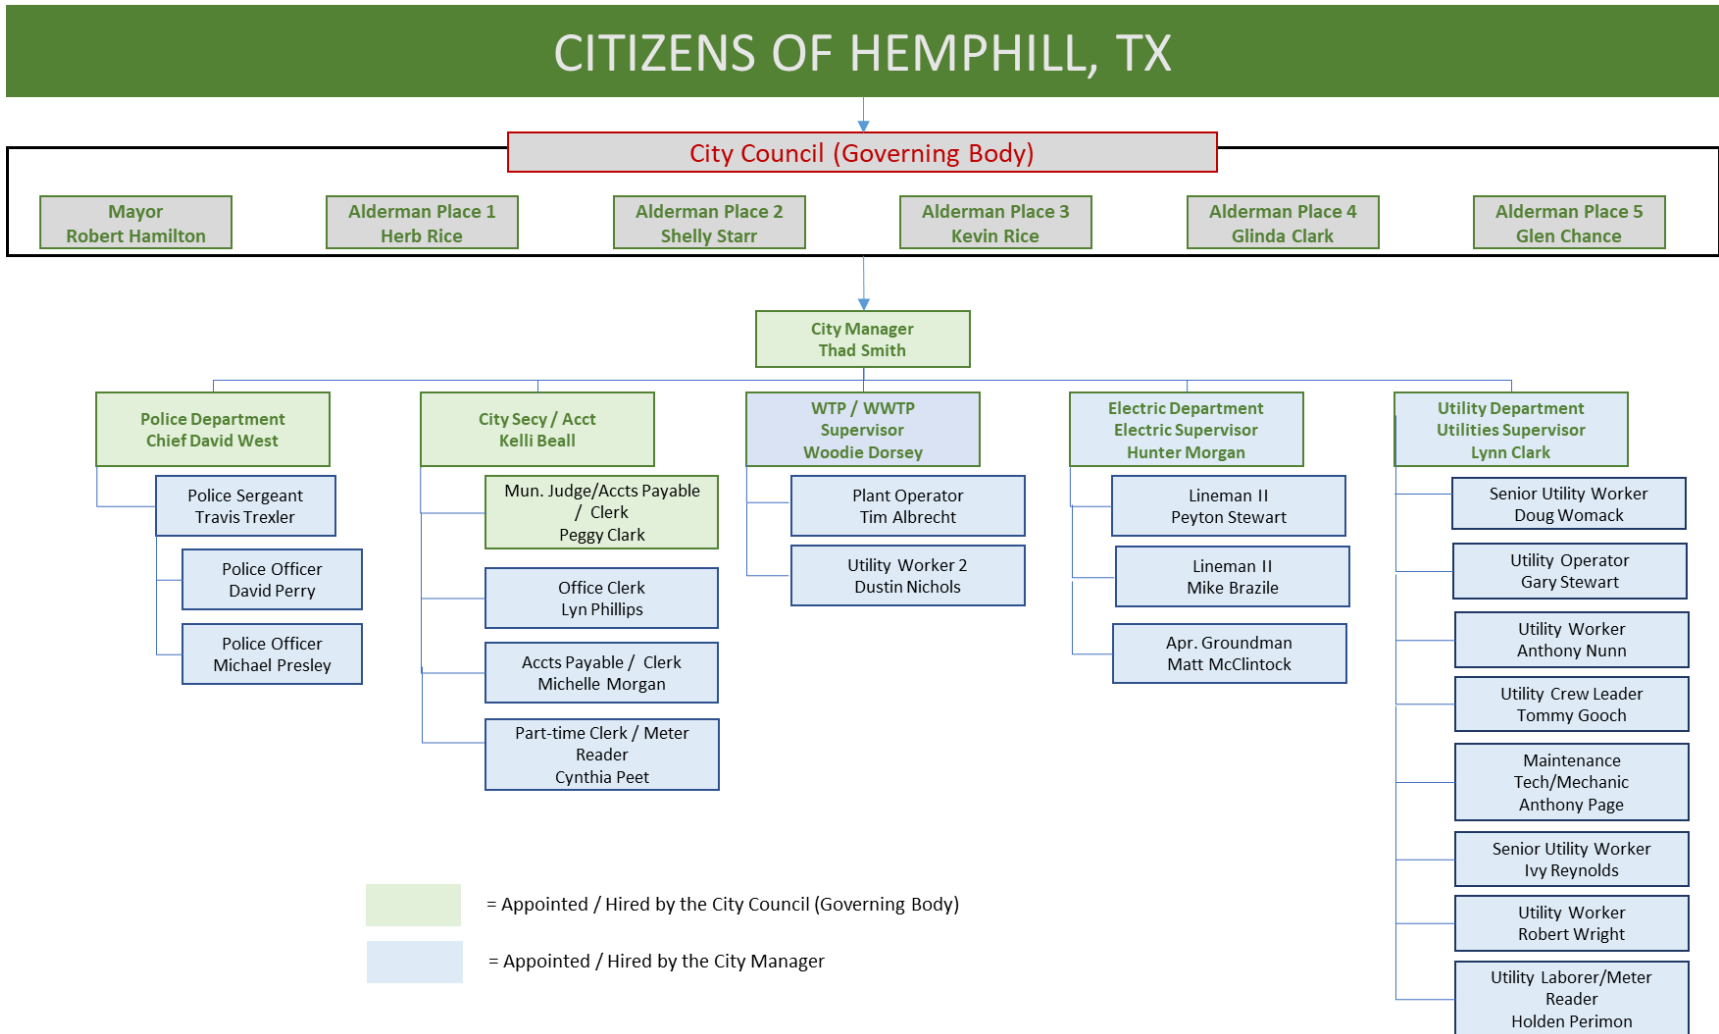 CITIZENS OF HEMPHILL, TX
City Council (Governing Body)
Mayor
Robert Hamilton
Alderman Place 1
Herb Rice
Alderman Place 2
Shelly Starr
Alderman Place 3
Kevin Rice
Alderman Place 4
Glinda Clark
Alderman Place 5
Glen Chance
City Manager
Thad Smith
Police Department
Chief David West
Police Sergeant
Travis Trexler
Police Officer
David Perry
Police Officer
Michael Presley
City Secy / Acct
Kelli Beall
Mun. Judge/Accts Payable
/ Clerk
Peggy Clark
Office Clerk
Lyn Phillips
Accts Payable / Clerk
Michelle Morgan
Part-time Clerk / Meter
Reader
Cynthia Peet
WTP / WWTP
Supervisor
Woodie Dorsey
Plant Operator
Tim Albrecht
Utility Worker 2
Dustin Nichols
Electric Department
Electric Supervisor
Hunter Morgan
Lineman II
Peyton Stewart
Lineman II
Mike Brazile
Apr. Groundman
Matt McClintock
Utility Department
Utilities Supervisor
Lynn Clark
Senior Utility Worker
Doug Womack
Utility Operator
Gary Stewart
Utility Worker
Anthony Nunn
Utility Crew Leader
Tommy Gooch
Maintenance
Tech/Mechanic
Anthony Page
Senior Utility Worker
Ivy Reynolds
Utility Worker
Robert Wright
Utility Laborer/Meter
Reader
Holden Perimon
= Appointed / Hired by the City Council (Governing Body)
= Appointed / Hired by the City Manager